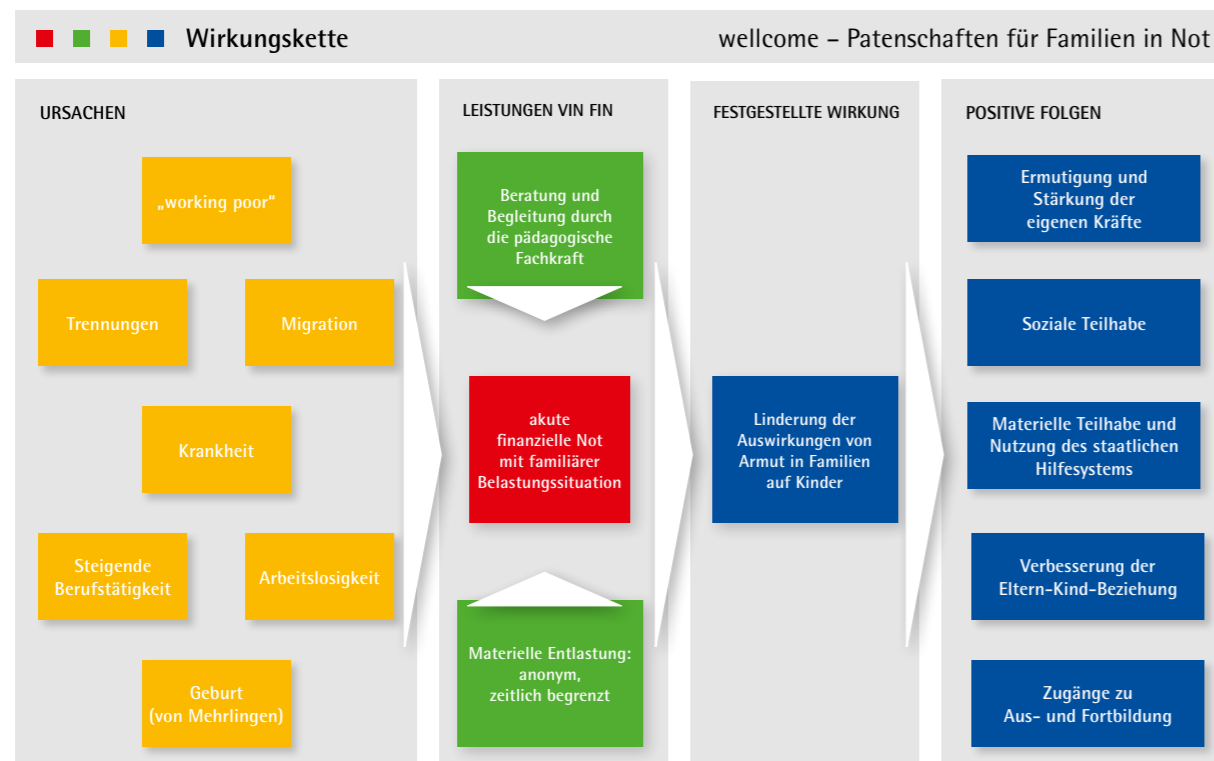 Wirkungskette
wellcome – Patenschaften für Familien in Not
URSACHEN
„working poor“
Trennungen
Migration
Krankheit
Steigende
Berufstätigkeit
Arbeitslosigkeit
Geburt
(von Mehrlingen)
LEISTUNGEN VIN FIN
Beratung und
Begleitung durch
die pädagogische
Fachkraft
akute
finanzielle Not
mit familiärer
Belastungssituation
Materielle Entlastung:
anonym,
zeitlich begrenzt
FESTGESTELLTE WIRKUNG
Linderung der
Auswirkungen von
Armut in Familien
auf Kinder
POSITIVE FOLGEN
Ermutigung und
Stärkung der
eigenen Kräfte
Soziale Teilhabe
Materielle Teilhabe und
Nutzung des staatlichen
Hilfesystems
Verbesserung der
Eltern-Kind-Beziehung
Zugänge zu
Aus- und Fortbildung